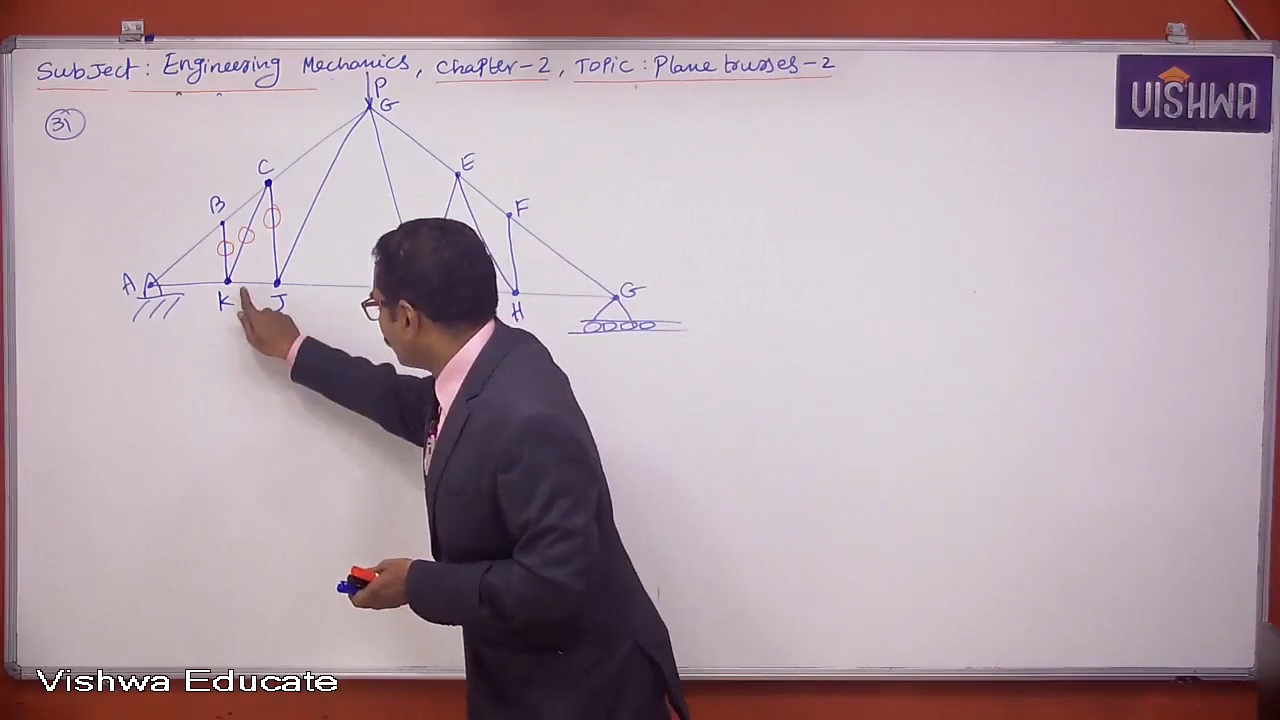 Subject: Engineering Mechanics, Chapter-2, Topic: Plane trusses-2
VISHWA
31
P
G
C
E
B
F
A
K
J
H
G
Vishwa Educate